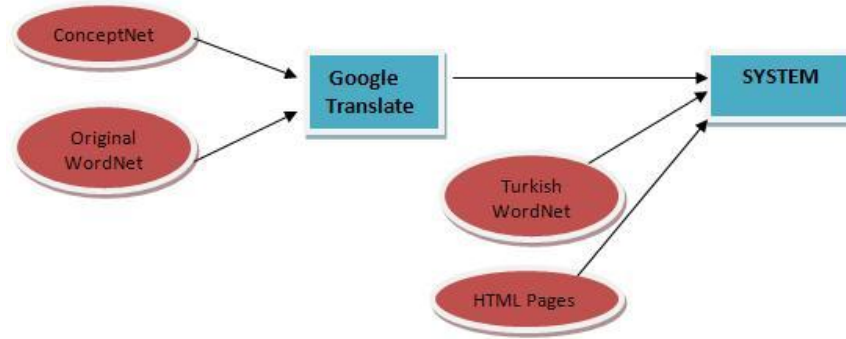 ConceptNet
Google
Translate
SYSTEM
Original
WordNet
Turkish
WordNet
HTML Pages